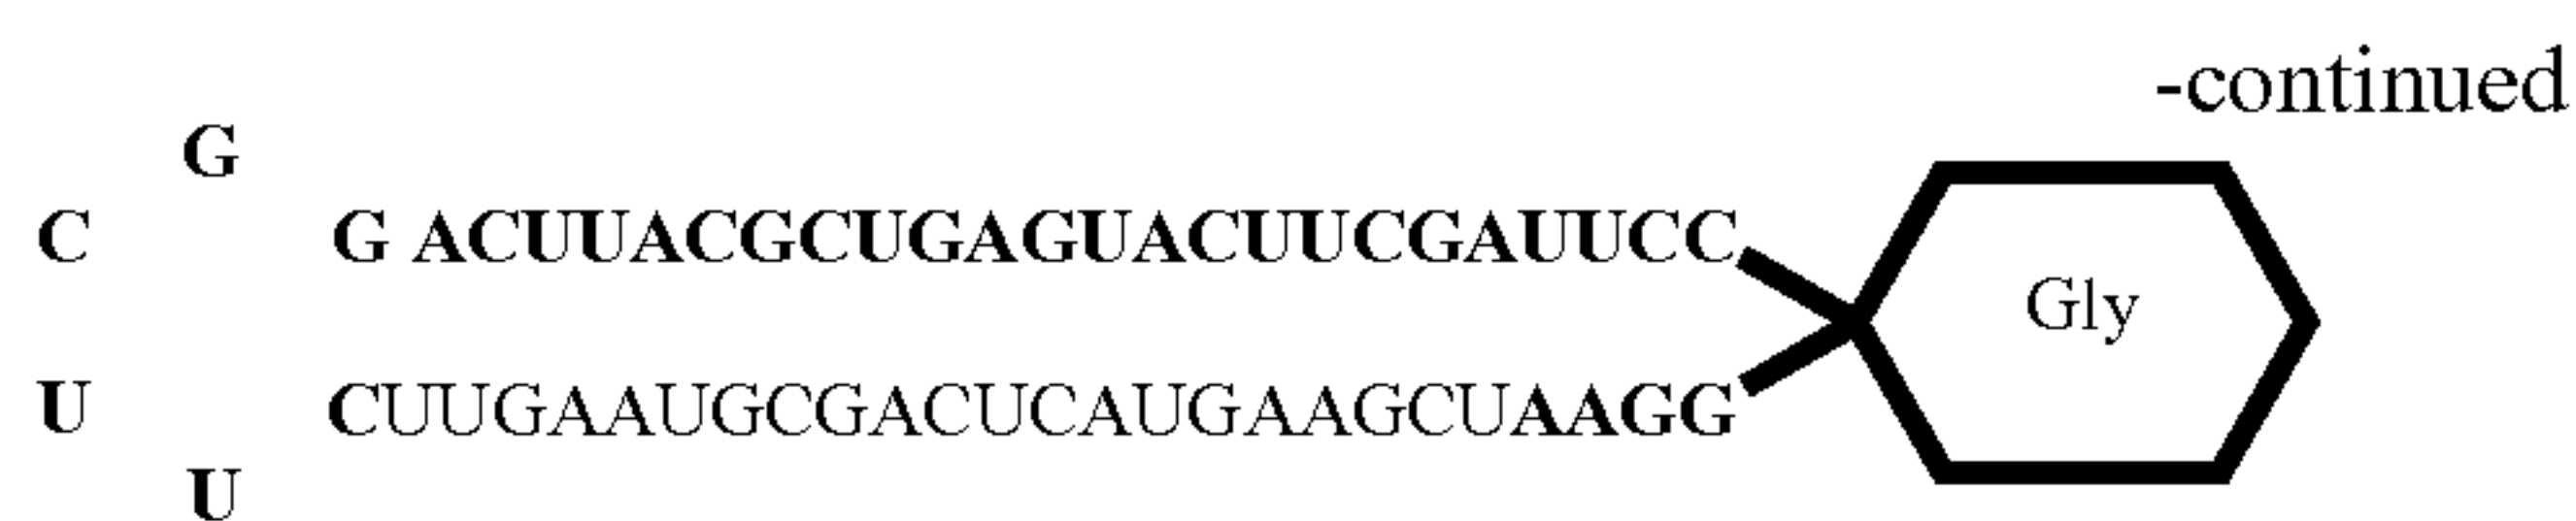 -continued
G
C G ACUUACGCUGAGUACUUCGAUUCC
Gly
U CUUGAAUGCGACUCAUGAAGCUAAGG
U